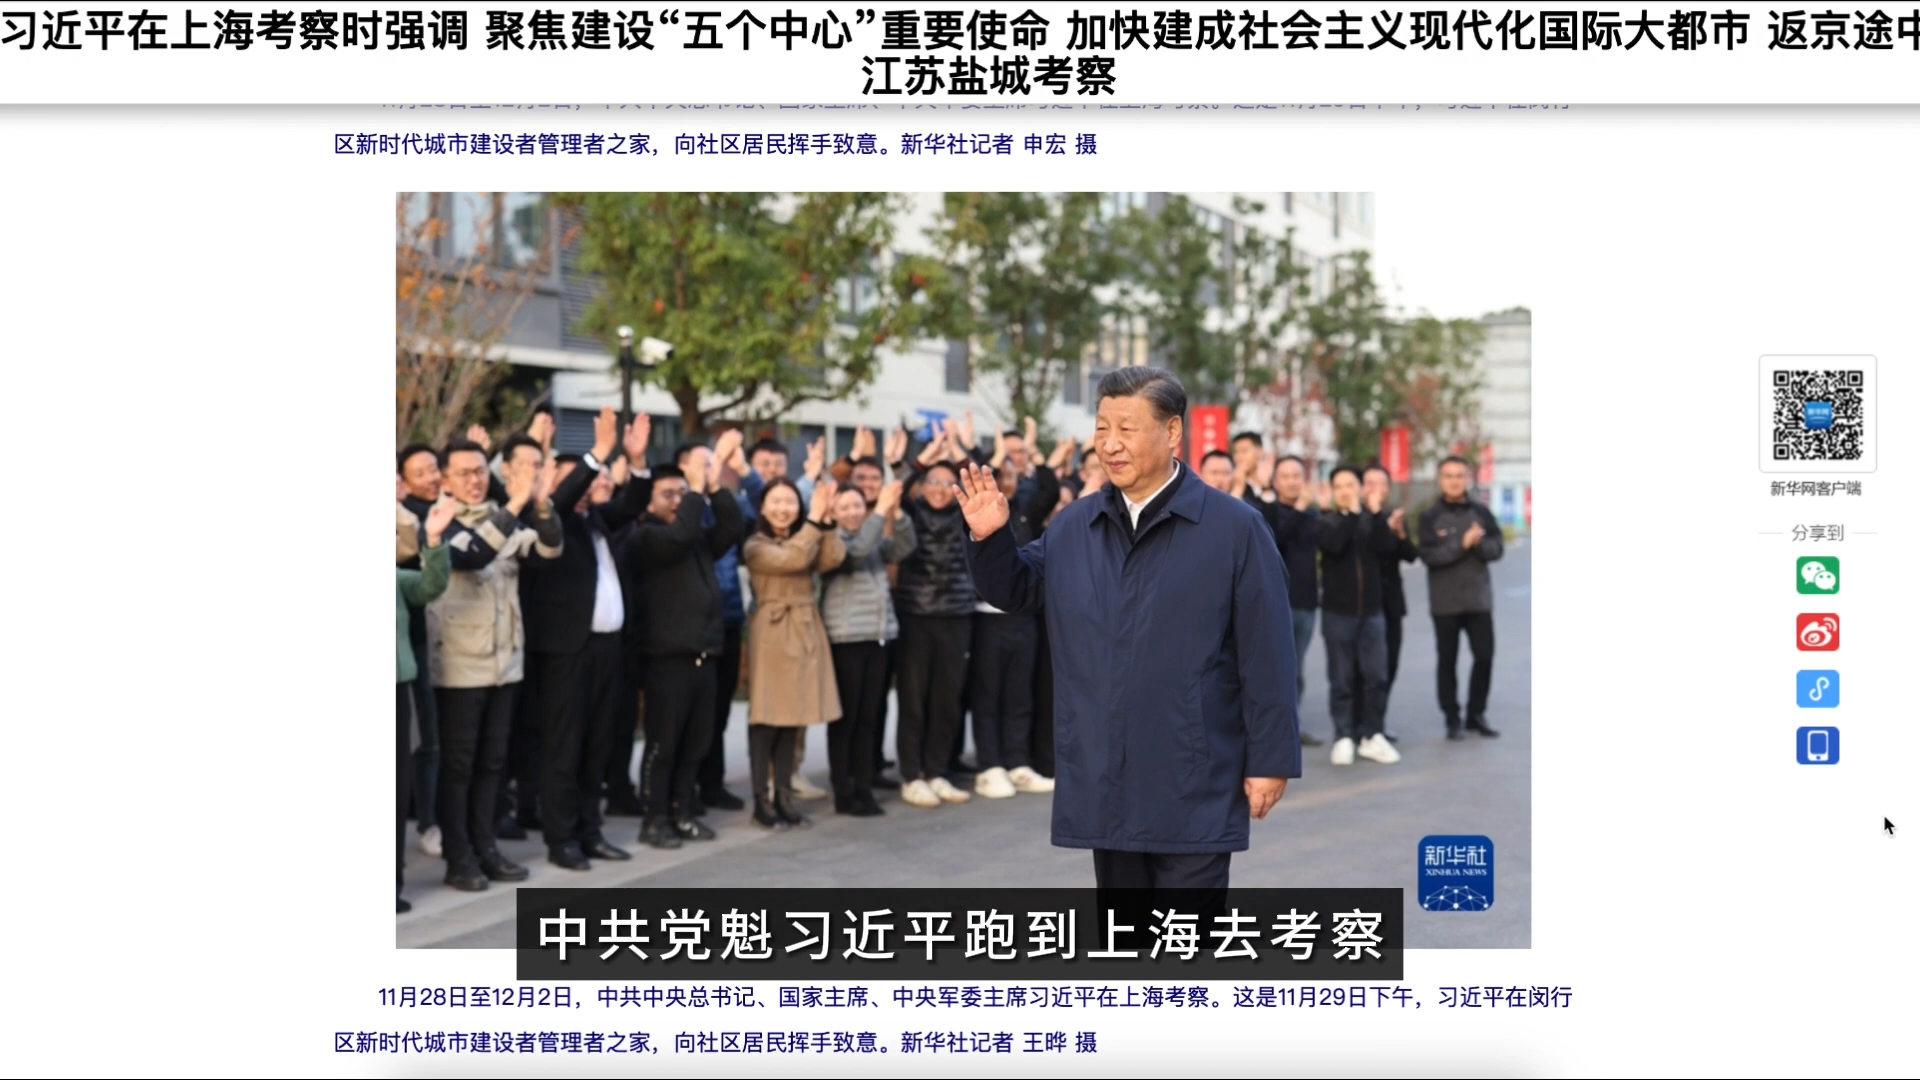 习近平在上海考察时强调 聚焦建设“五个中心”重要使命 加快建成社会主义现代化国际大都市 返京途中
江苏盐城考察
区新时代城市建设者管理者之家，向社区居民挥手致意。新华社记者 申宏 摄
新华网客户端
分享到
新华社
XINHUA NEWS
中共党魁习近平跑到上海去考察
11月28日至12月2日，中共中央总书记、国家主席、中央军委主席习近平在上海考察。这是11月29日下午，习近平在闵行
区新时代城市建设者管理者之家，向社区居民挥手致意。新华社记者 王晔 摄